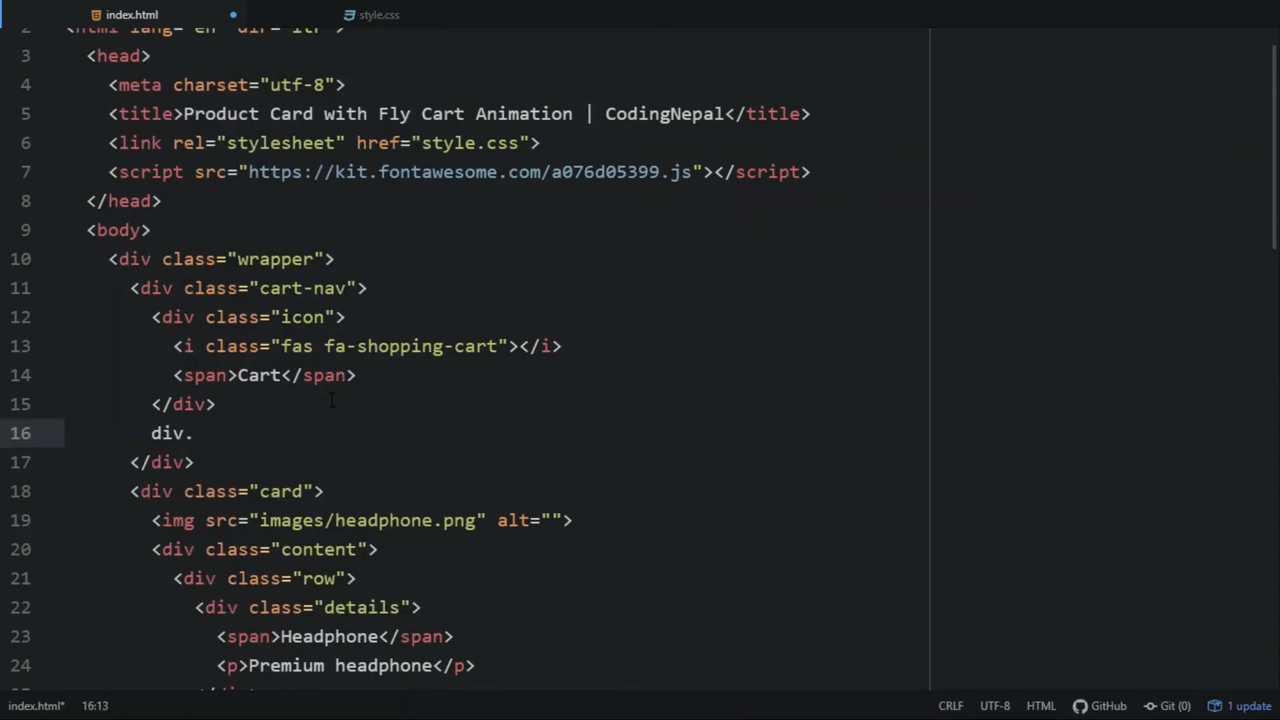 index.html
style.css
2 <html lang="en" dir="ltr">
3 <head>
4 <meta charset="utf-8">
5 <title>Product Card with Fly Cart Animation | CodingNepal</title>
6 <link rel="stylesheet" href="style.css">
7 <script src="https://kit.fontawesome.com/a076d05399.js"></script>
8 </head>
9 <body>
10 <div class="wrapper">
11 <div class="cart-nav">
12 <div class="icon">
13 <i class="fas fa-shopping-cart"></i>
14 <span>Cart</span>
15 </div>
16 div.
17 </div>
18 <div class="card">
19 <img src="images/headphone.png" alt="">
20 <div class="content">
21 <div class="row">
22 <div class="details">
23 <span>Headphone</span>
24 <p>Premium headphone</p>
index.html* 16:13 CRLF UTF-8 HTML GitHub Git (0) 1 update